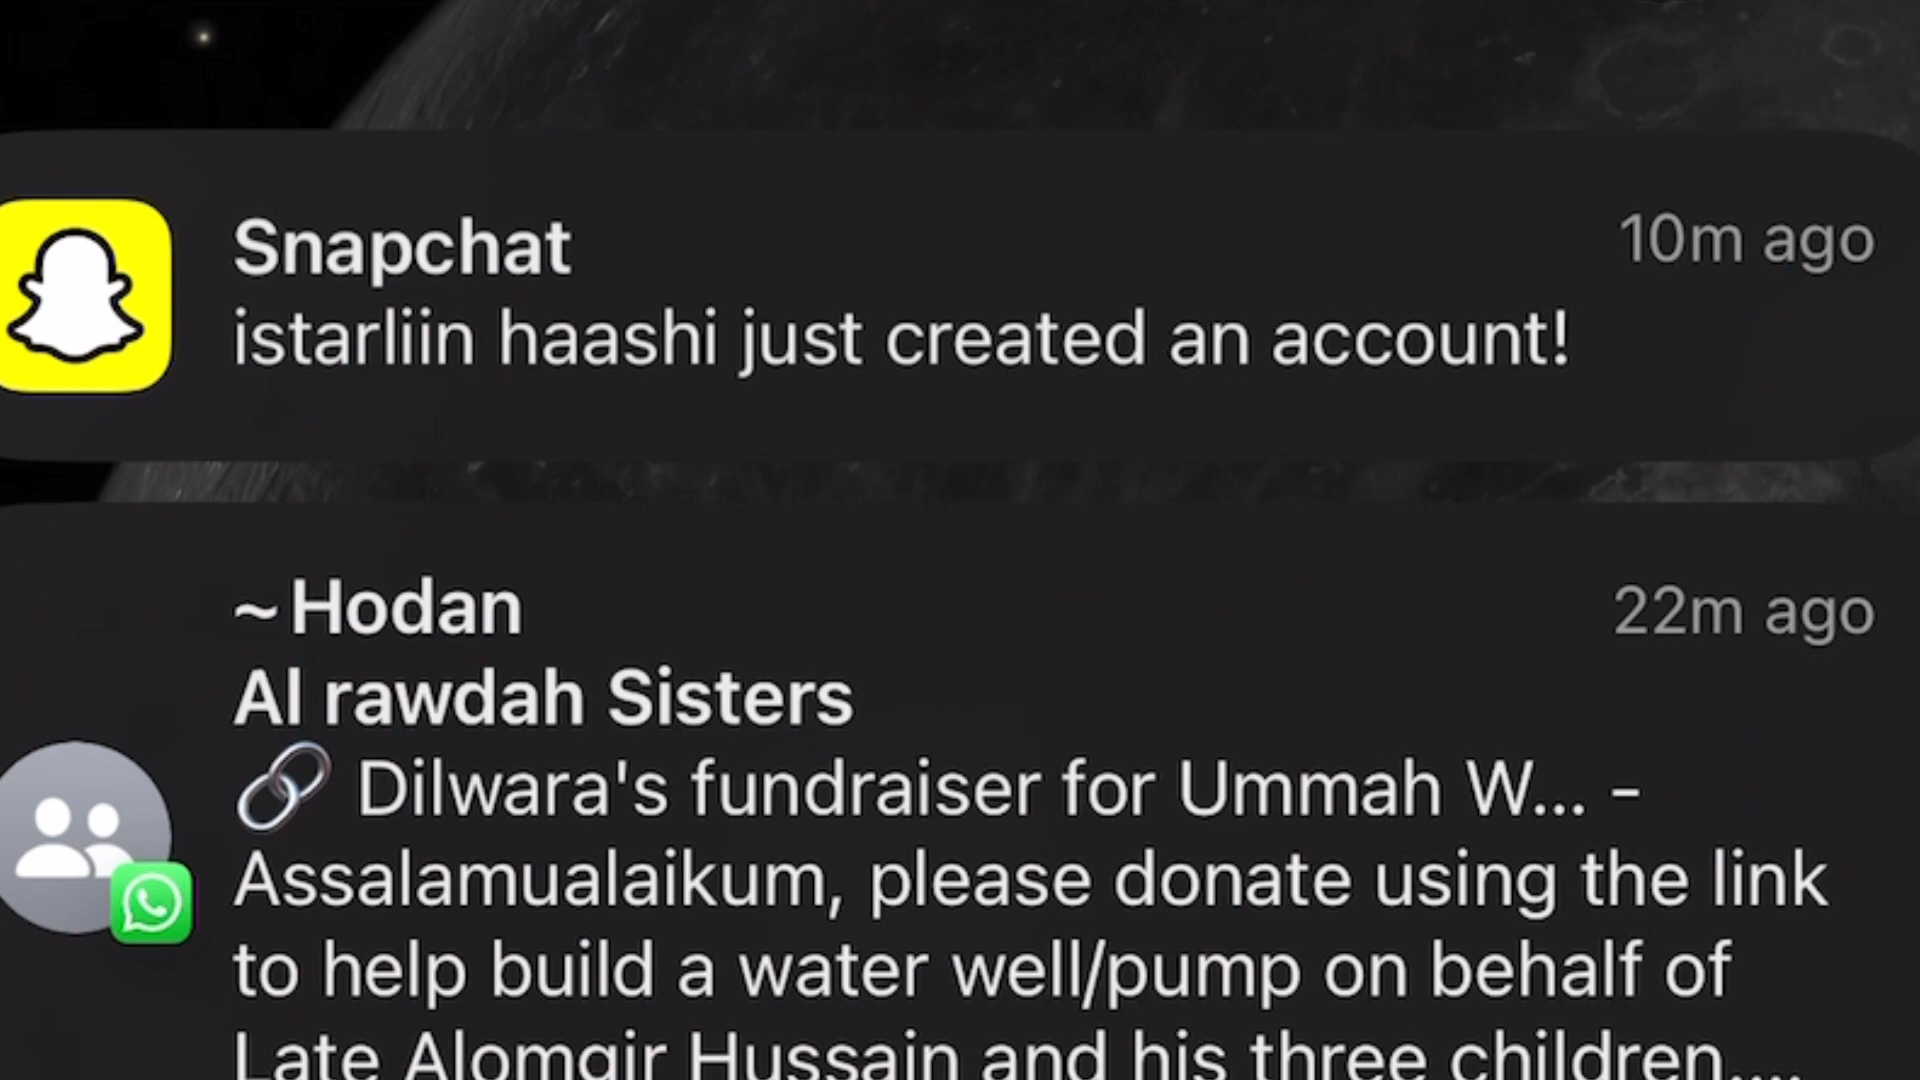 Snapchat
10m ago
istarliin haashi just created an account!
~Hodan
22m ago
Al rawdah Sisters
🔗 Dilwara's fundraiser for Ummah W... -
Assalamualaikum, please donate using the link
to help build a water well/pump on behalf of
Late Alomgir Hussain and his three children....